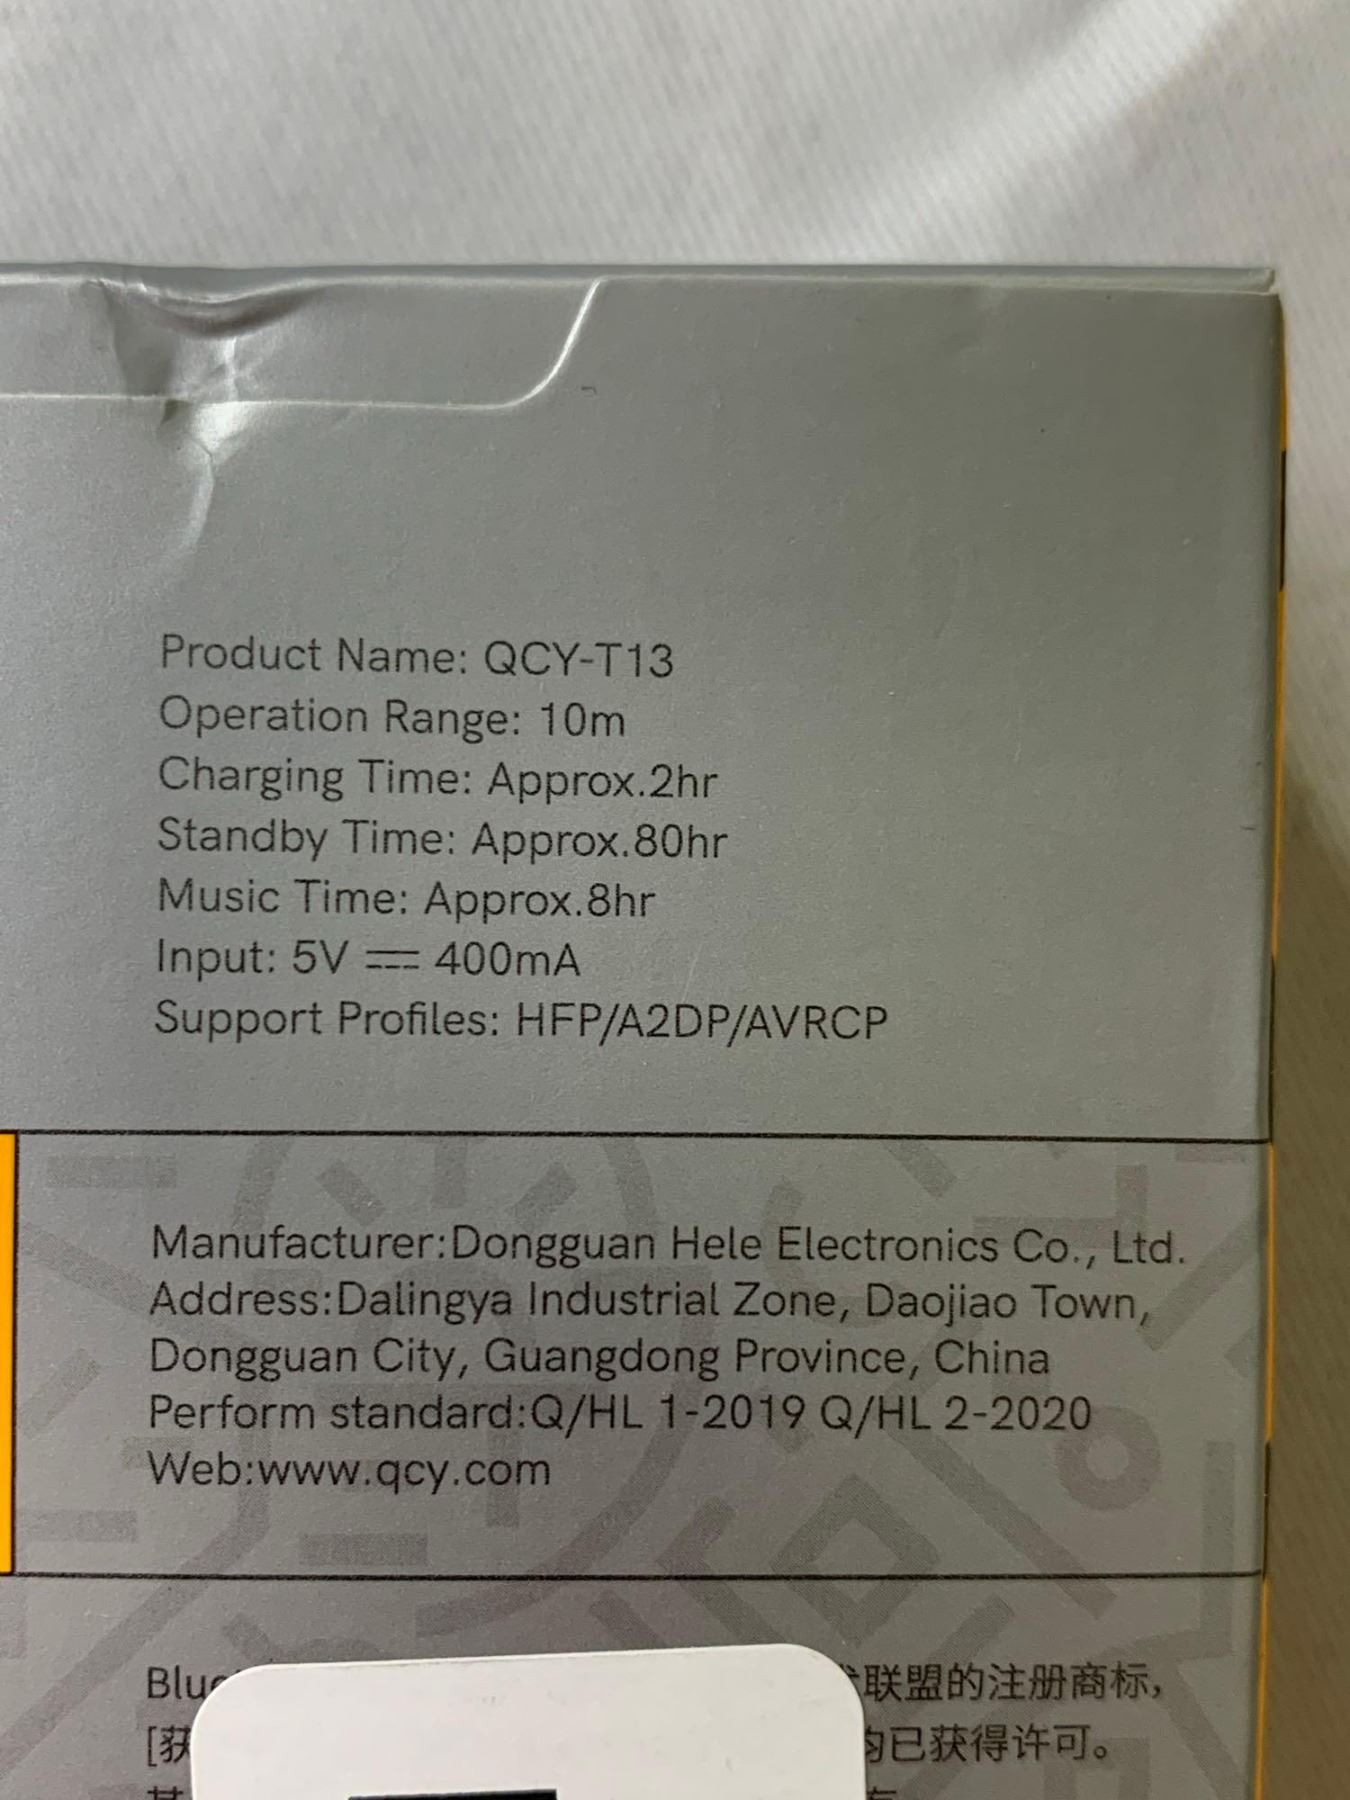 Product Name: QCY-T13
Operation Range: 10m
Charging Time: Approx.2hr
Standby Time: Approx.80hr
Music Time: Approx.8hr
Input: 5V ⎓ 400mA
Support Profiles: HFP/A2DP/AVRCP
Manufacturer:Dongguan Hele Electronics Co., Ltd.
Address:Dalingya Industrial Zone, Daojiao Town,
Dongguan City, Guangdong Province, China
Perform standard:Q/HL 1-2019 Q/HL 2-2020
Web:www.qcy.com
联盟的注册商标，
[获 均已获得许可。